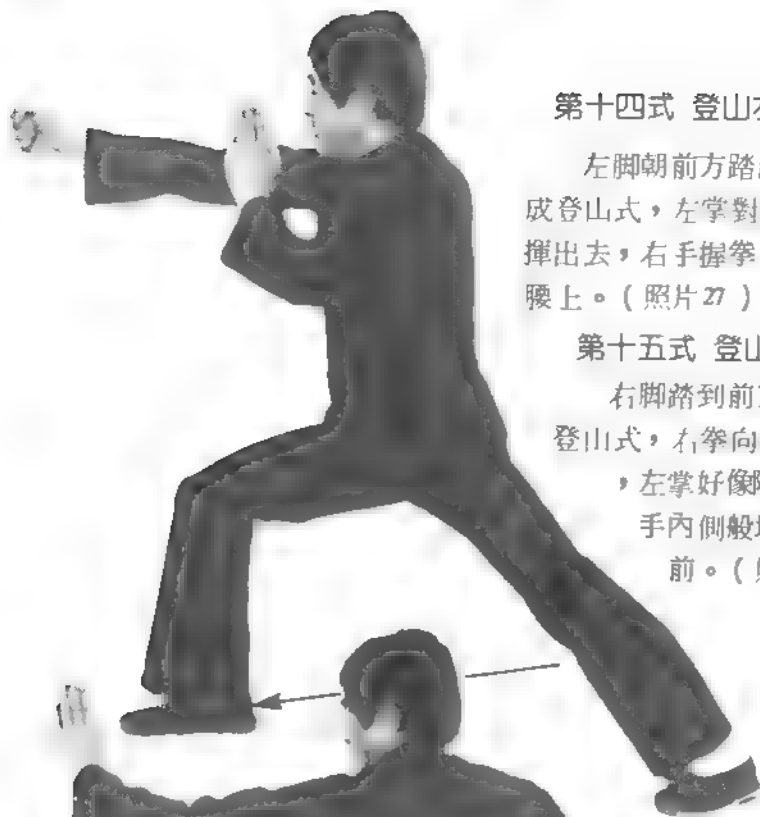 第十四式 登山
左脚朝前方踏
成登山式，左掌對
揮出去，右手握拳
腰上。(照片27)
第十五式 登山
右脚踏到前
登山式，右拳向
，左掌好像
手內側般
前。(